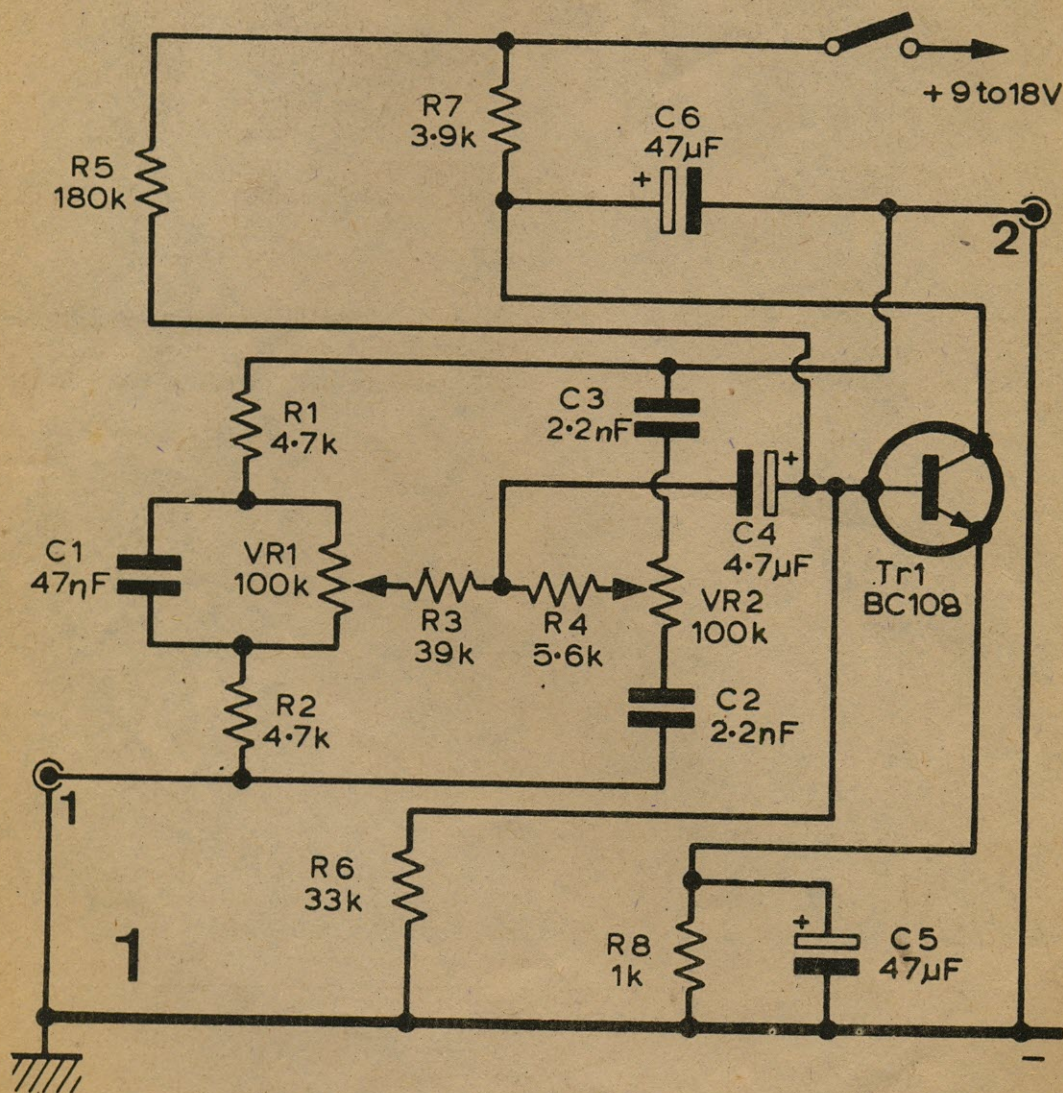 + 9 to 18V
R7
3·9k
C6
47µF
+
R5
180k
2
R1
4·7k
C3
2·2nF
+
C4
4·7µF
Tr1
BC108
C1
47nF
VR1
100k
R3
39k
R4
5·6k
VR2
100k
R2
4·7k
C2
2·2nF
1
R6
33k
1
R8
1k
+
C5
47µF
–